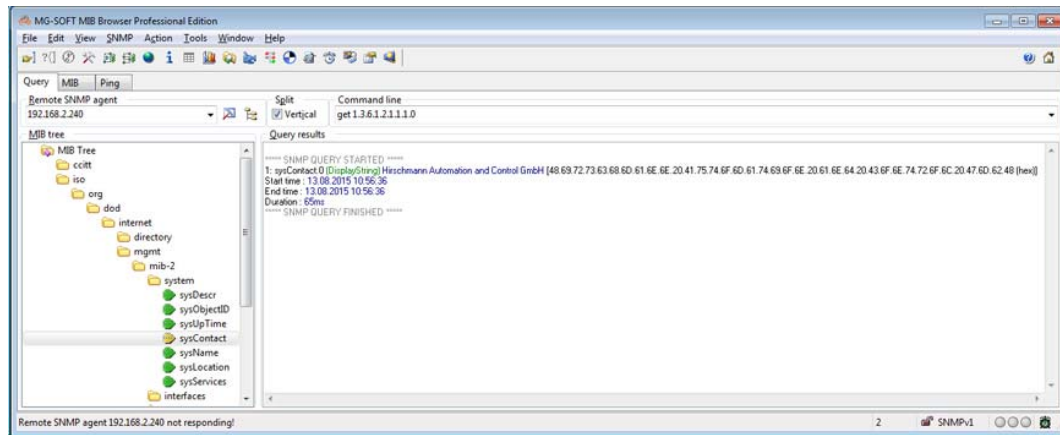 MG-SOFT MIB Browser Professional Edition
File Edit View SNMP Action Tools Window Help
Query MIB Ping
Remote SNMP agent Split Command line
192.168.2.240 Vertical get 1.3.6.1.2.1.1.1.0
MIB tree Query results
MIB Tree
ccitt
iso
org
dod
internet
directory
mgmt
mib-2
system
sysDescr
sysObjectID
sysUpTime
sysContact
sysName
sysLocation
sysServices
interfaces
***** SNMP QUERY STARTED *****
1: sysContact.0 (DisplayString) Hirschmann Automation and Control GmbH [48.69.72.73.63.68.6D.61.6E.6E.20.41.75.74.6F.6D.61.74.69.6F.6E.20.61.6E.64.20.43.6F.6E.74.72.6F.6C.20.47.6D.62.48 (hex)]
Start time : 13.08.2015 10:56:36
End time : 13.08.2015 10:56:36
Duration : 65ms
***** SNMP QUERY FINISHED *****
Remote SNMP agent 192.168.2.240 not responding! 2 SNMPv1